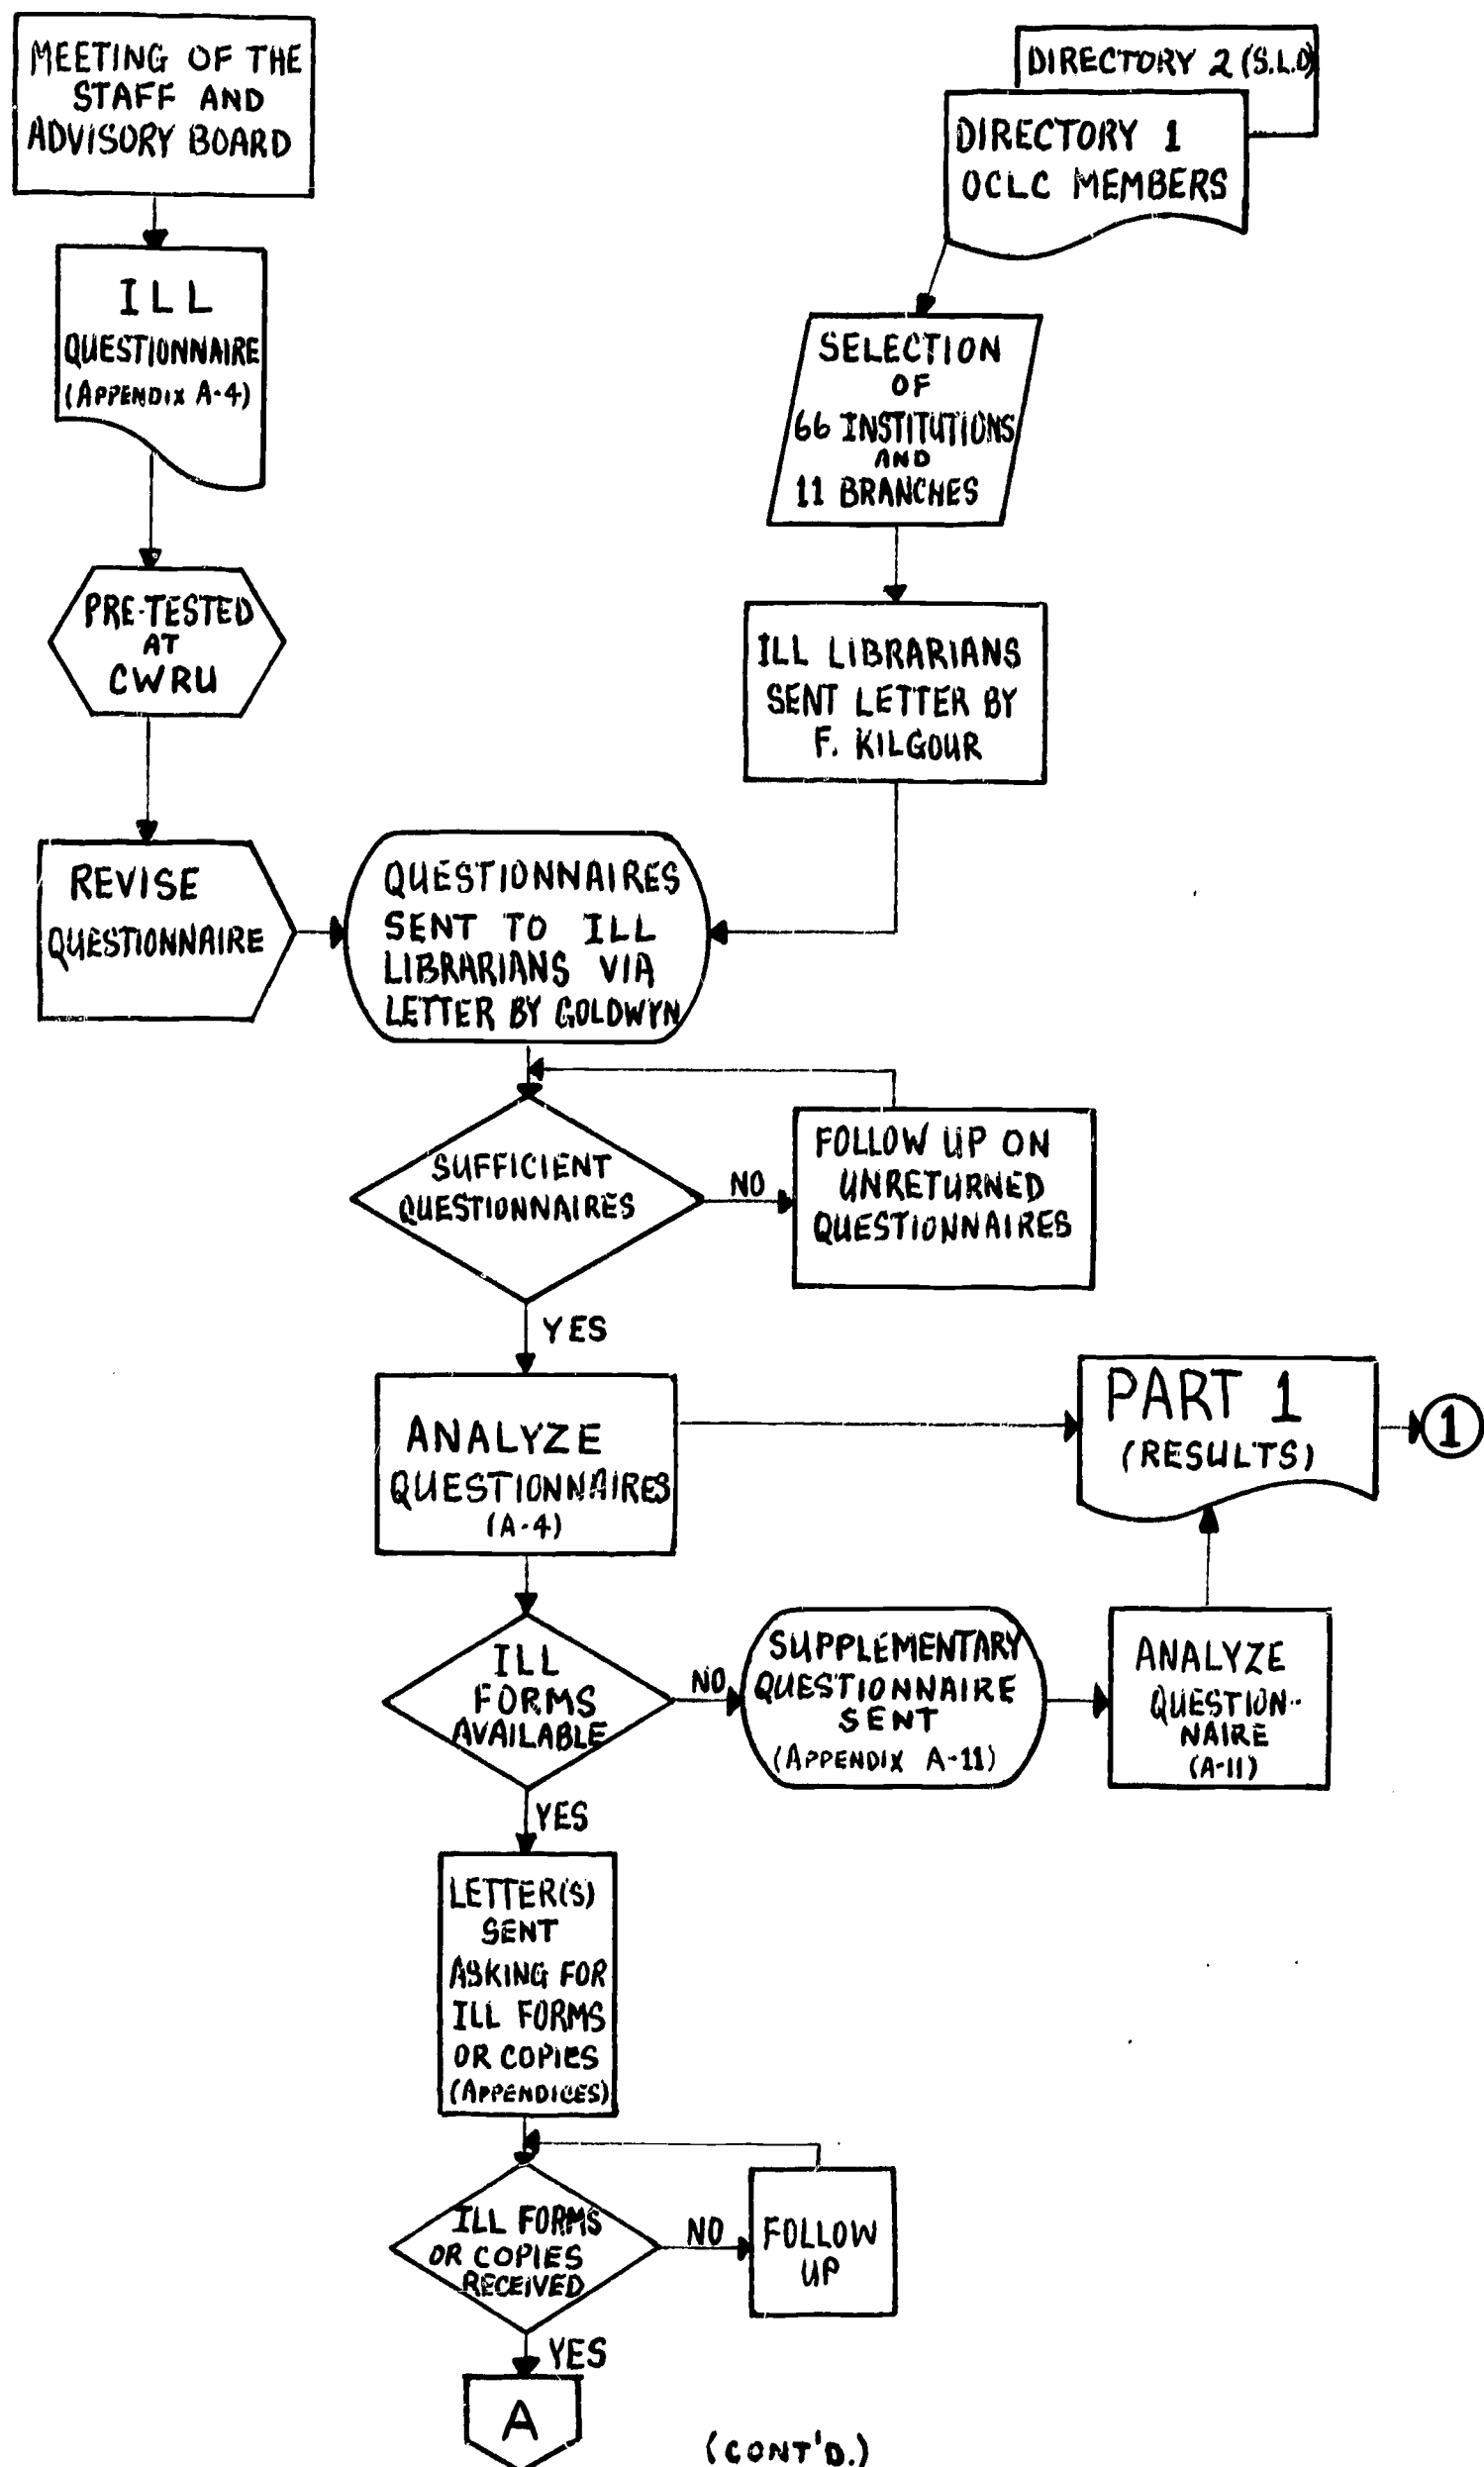 MEETING OF THE
STAFF AND
ADVISORY BOARD
DIRECTORY 2 (S.L.O)
DIRECTORY 1
OCLC MEMBERS
ILL
QUESTIONNAIRE
(APPENDIX A-4)
SELECTION
OF
66 INSTITUTIONS
AND
11 BRANCHES
PRE-TESTED
AT
CWRU
ILL LIBRARIANS
SENT LETTER BY
F. KILGOUR
REVISE
QUESTIONNAIRE
QUESTIONNAIRES
SENT TO ILL
LIBRARIANS VIA
LETTER BY GOLDWYN
SUFFICIENT
QUESTIONNAIRES
NO
FOLLOW UP ON
UNRETURNED
QUESTIONNAIRES
YES
ANALYZE
QUESTIONNAIRES
(A-4)
PART 1
(RESULTS)
1
ILL
FORMS
AVAILABLE
NO
SUPPLEMENTARY
QUESTIONNAIRE
SENT
(APPENDIX A-11)
ANALYZE
QUESTION-
NAIRE
(A-11)
YES
LETTER(S)
SENT
ASKING FOR
ILL FORMS
OR COPIES
(APPENDICES)
ILL FORMS
OR COPIES
RECEIVED
NO
FOLLOW
UP
YES
A
(CONT'D.)